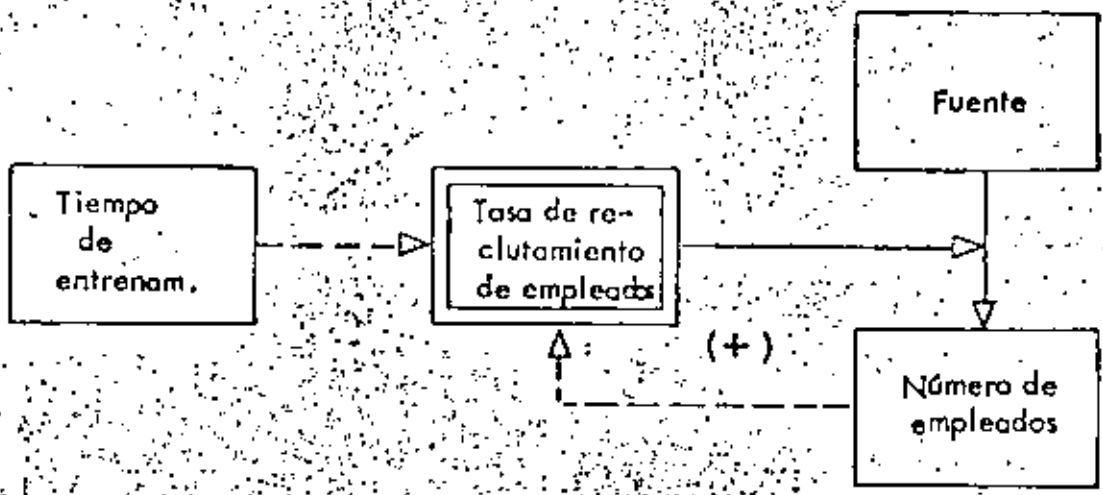 Fuente
Tiempo
de
entrenam.
Tasa de re-
clutamiento
de empleados
(+)
Número de
empleados